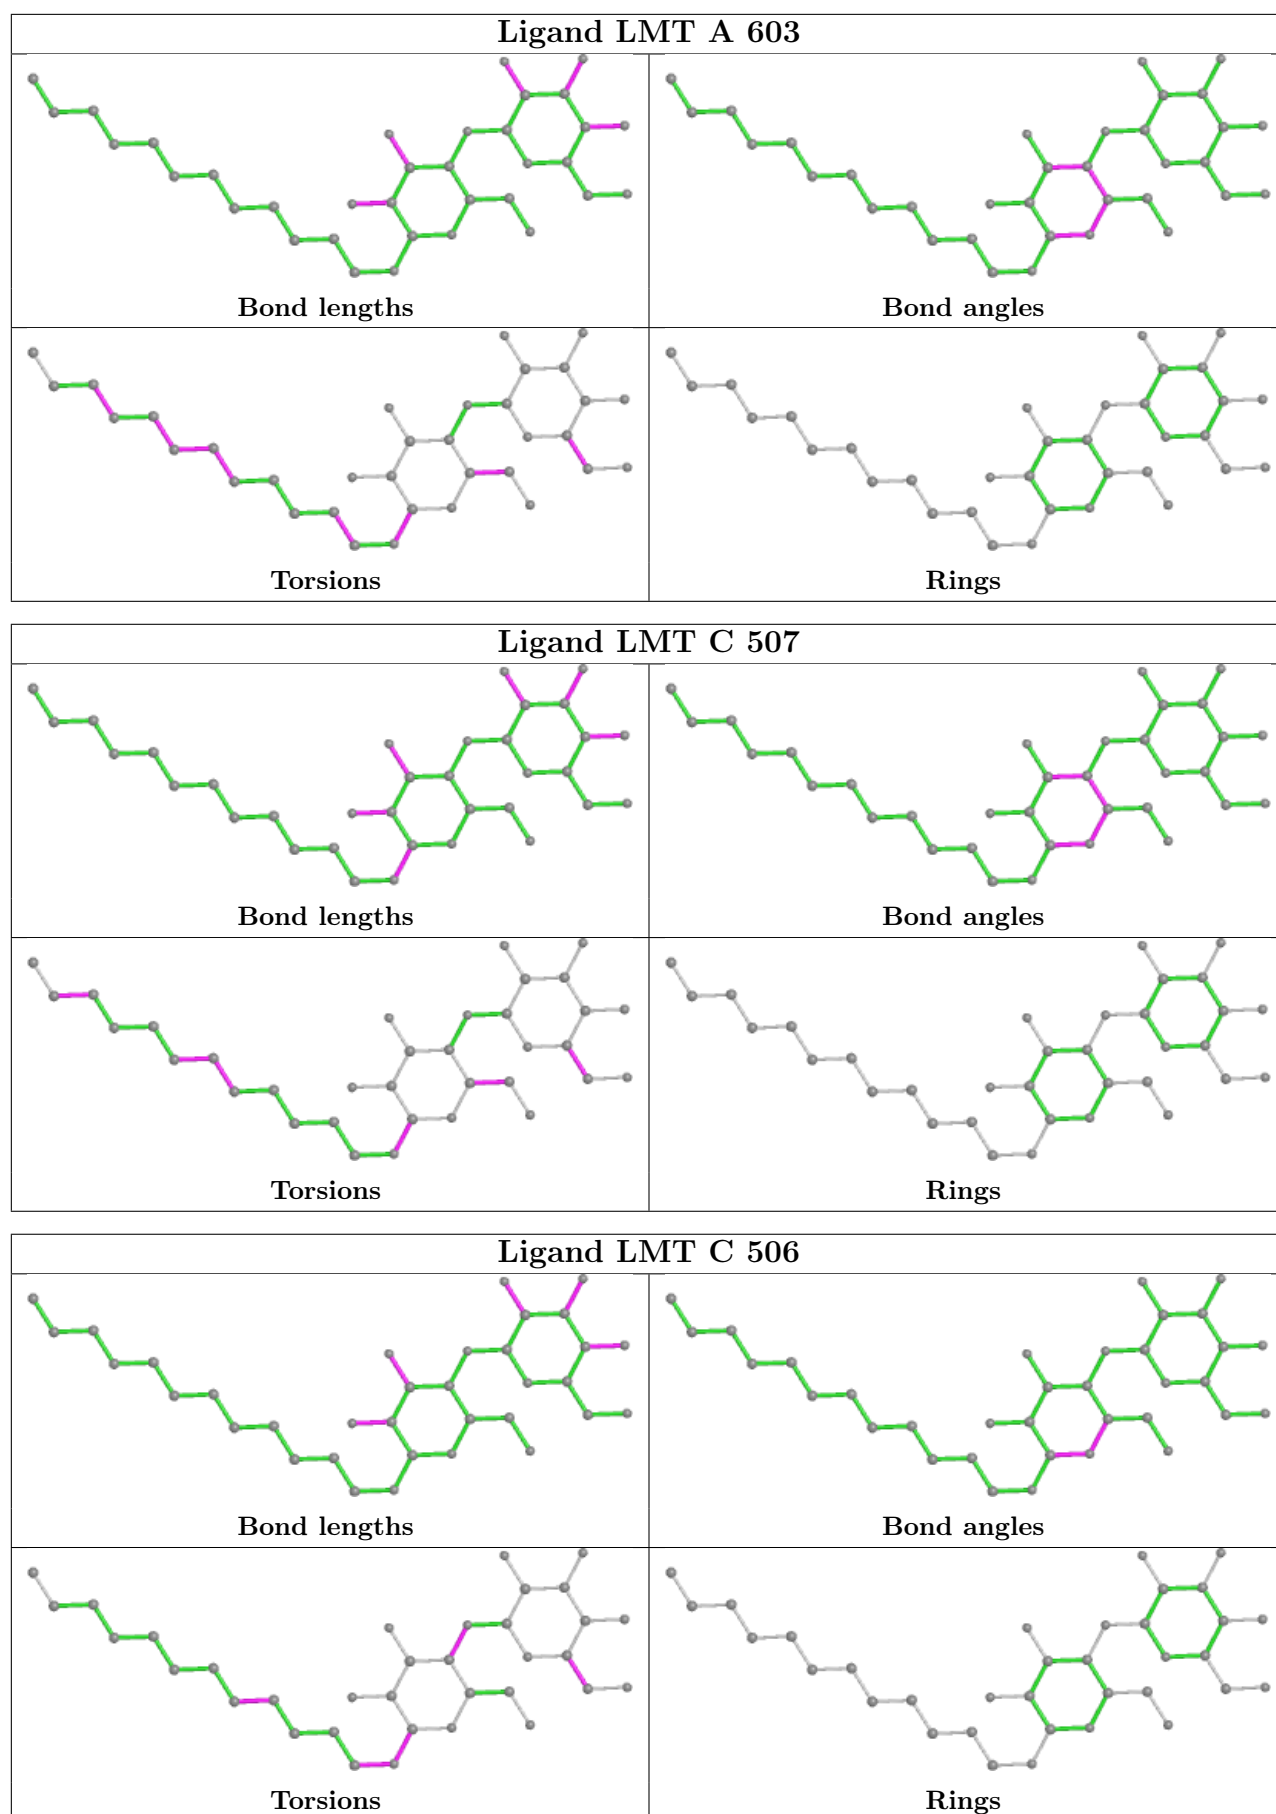 Ligand LMT A 603
Bond lengths
Bond angles
Torsions
Rings
Ligand LMT C 507
Bond lengths
Bond angles
Torsions
Rings
Ligand LMT C 506
Bond lengths
Bond angles
Torsions
Rings